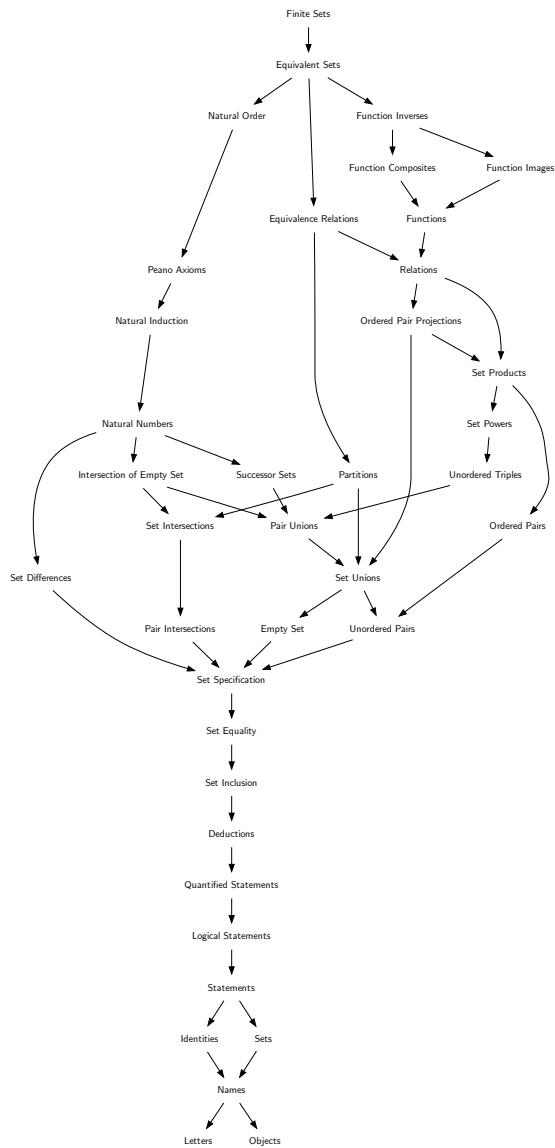 Finite Sets
Equivalent Sets
Natural Order
Function Inverses
Function Composites
Function Images
Equivalence Relations
Functions
Peano Axioms
Relations
Natural Induction
Ordered Pair Projections
Set Products
Natural Numbers
Set Powers
Intersection of Empty Set
Successor Sets
Partitions
Unordered Triples
Set Intersections
Pair Unions
Ordered Pairs
Set Differences
Set Unions
Pair Intersections
Empty Set
Unordered Pairs
Set Specification
Set Equality
Set Inclusion
Deductions
Quantified Statements
Logical Statements
Statements
Identities
Sets
Names
Letters
Objects